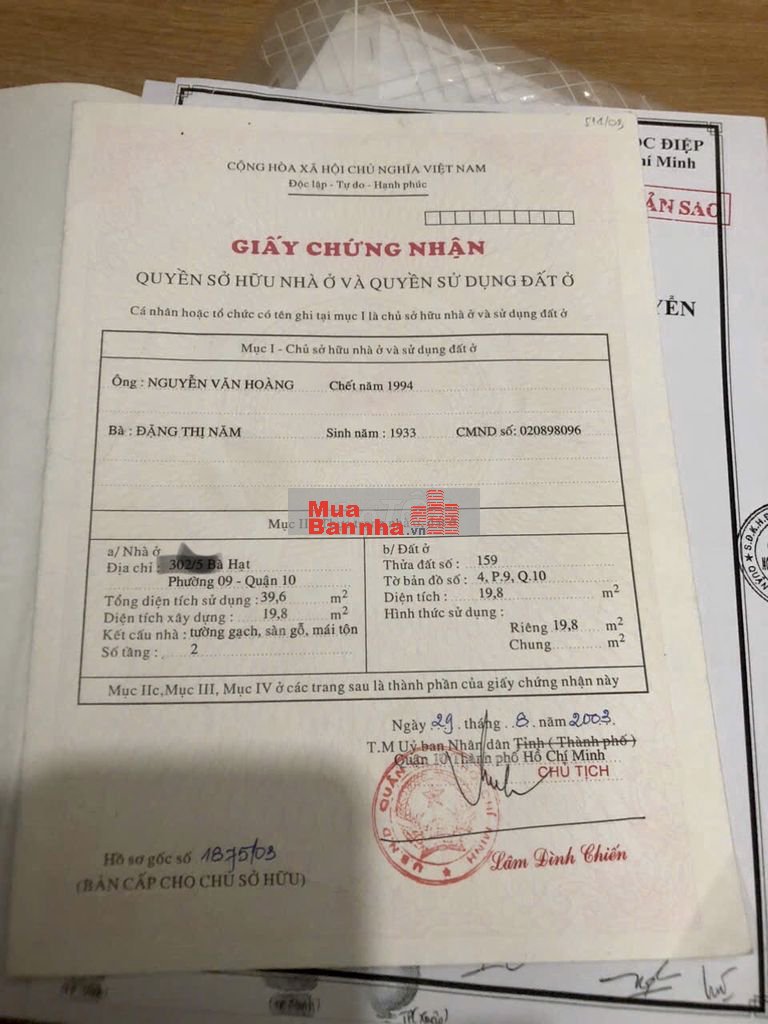 514/03
CỘNG HÒA XÃ HỘI CHỦ NGHĨA VIỆT NAM
Độc lập - Tự do - Hạnh phúc
GIẤY CHỨNG NHẬN
QUYỀN SỞ HỮU NHÀ Ở VÀ QUYỀN SỬ DỤNG ĐẤT Ở
Cá nhân hoặc tổ chức có tên ghi tại mục I là chủ sở hữu nhà ở và sử dụng đất ở
Mục I - Chủ sở hữu nhà ở và sử dụng đất ở
Ông : NGUYỄN VĂN HOÀNG Chết năm 1994
Bà : ĐẶNG THỊ NĂM Sinh năm : 1933 CMND số: 020898096
Mục II
Mua Bannha.vn
a/ Nhà ở
Địa chỉ : 302/5 Bà Hạt
Phường 09 - Quận 10
Tổng diện tích sử dụng : 39,6 m2
Diện tích xây dựng : 19,8 m2
Kết cấu nhà : tường gạch, sàn gỗ, mái tôn
Số tầng : 2
b/ Đất ở
Thửa đất số : 159
Tờ bản đồ số : 4, P.9, Q.10
Diện tích : 19,8 m2
Hình thức sử dụng :
Riêng 19,8 m2
Chung m2
Mục IIc,Mục III, Mục IV ở các trang sau là thành phần của giấy chứng nhận này
Ngày 29 tháng 8 năm 2003
T.M Uỷ ban Nhân dân Tỉnh ( Thành phố )
Quận 10 Thành phố Hồ Chí Minh
CHỦ TỊCH
Lâm Đình Chiến
Hồ sơ gốc số 1875/03
(BẢN CẤP CHO CHỦ SỞ HỮU)
ỌC ĐIỆP
hí Minh
ẢN SAO
YỂN